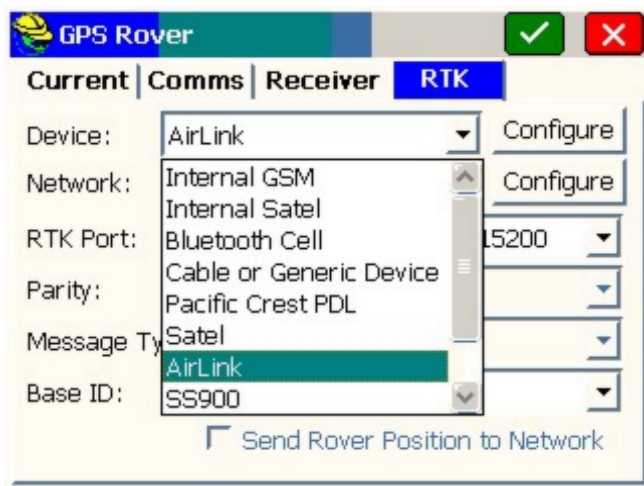 GPS Rover
Current Comms Receiver RTK
Device: AirLink Configure
Network: Configure
RTK Port: 15200
Parity:
Message Ty
Base ID:
Internal GSM
Internal Satel
Bluetooth Cell
Cable or Generic Device
Pacific Crest PDL
Satel
AirLink
SS900
Send Rover Position to Network